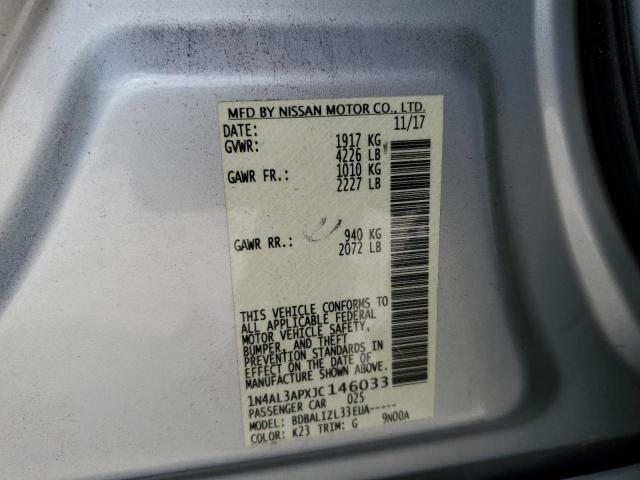 MFD BY NISSAN MOTOR CO., LTD.
DATE: 11/17
GVWR: 1917 KG
4226 LB
GAWR FR.: 1010 KG
2227 LB
GAWR RR.: 940 KG
2072 LB
THIS VEHICLE CONFORMS TO
ALL APPLICABLE FEDERAL
MOTOR VEHICLE SAFETY,
BUMPER, AND THEFT
PREVENTION STANDARDS IN
EFFECT ON THE DATE OF
MANUFACTURE SHOWN ABOVE.
1N4AL3APXJC146033
PASSENGER CAR 025
MODEL: BDBALIZL33EUA-----
COLOR: K23 TRIM: G 9N00A